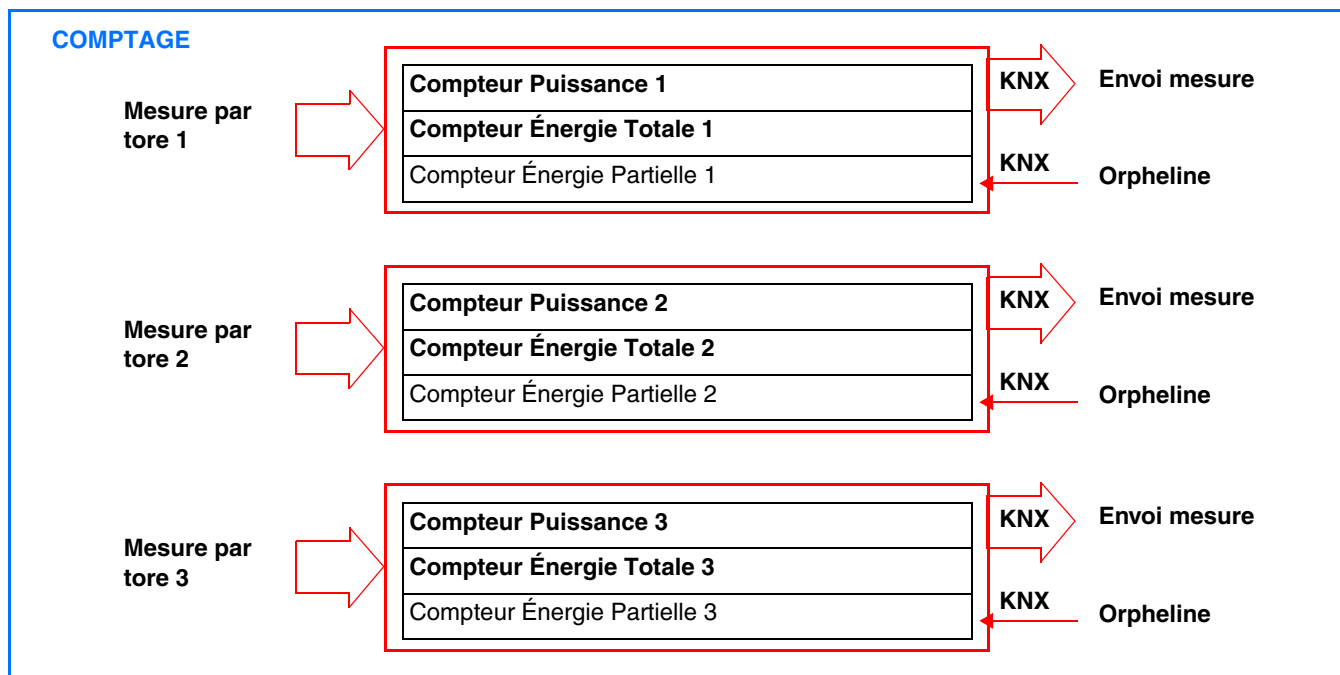 COMPTAGE
Mesure par
tore 1
Compteur Puissance 1
Compteur Énergie Totale 1
Compteur Énergie Partielle 1
KNX
Envoi mesure
KNX
Orpheline
Mesure par
tore 2
Compteur Puissance 2
Compteur Énergie Totale 2
Compteur Énergie Partielle 2
KNX
Envoi mesure
KNX
Orpheline
Mesure par
tore 3
Compteur Puissance 3
Compteur Énergie Totale 3
Compteur Énergie Partielle 3
KNX
Envoi mesure
KNX
Orpheline